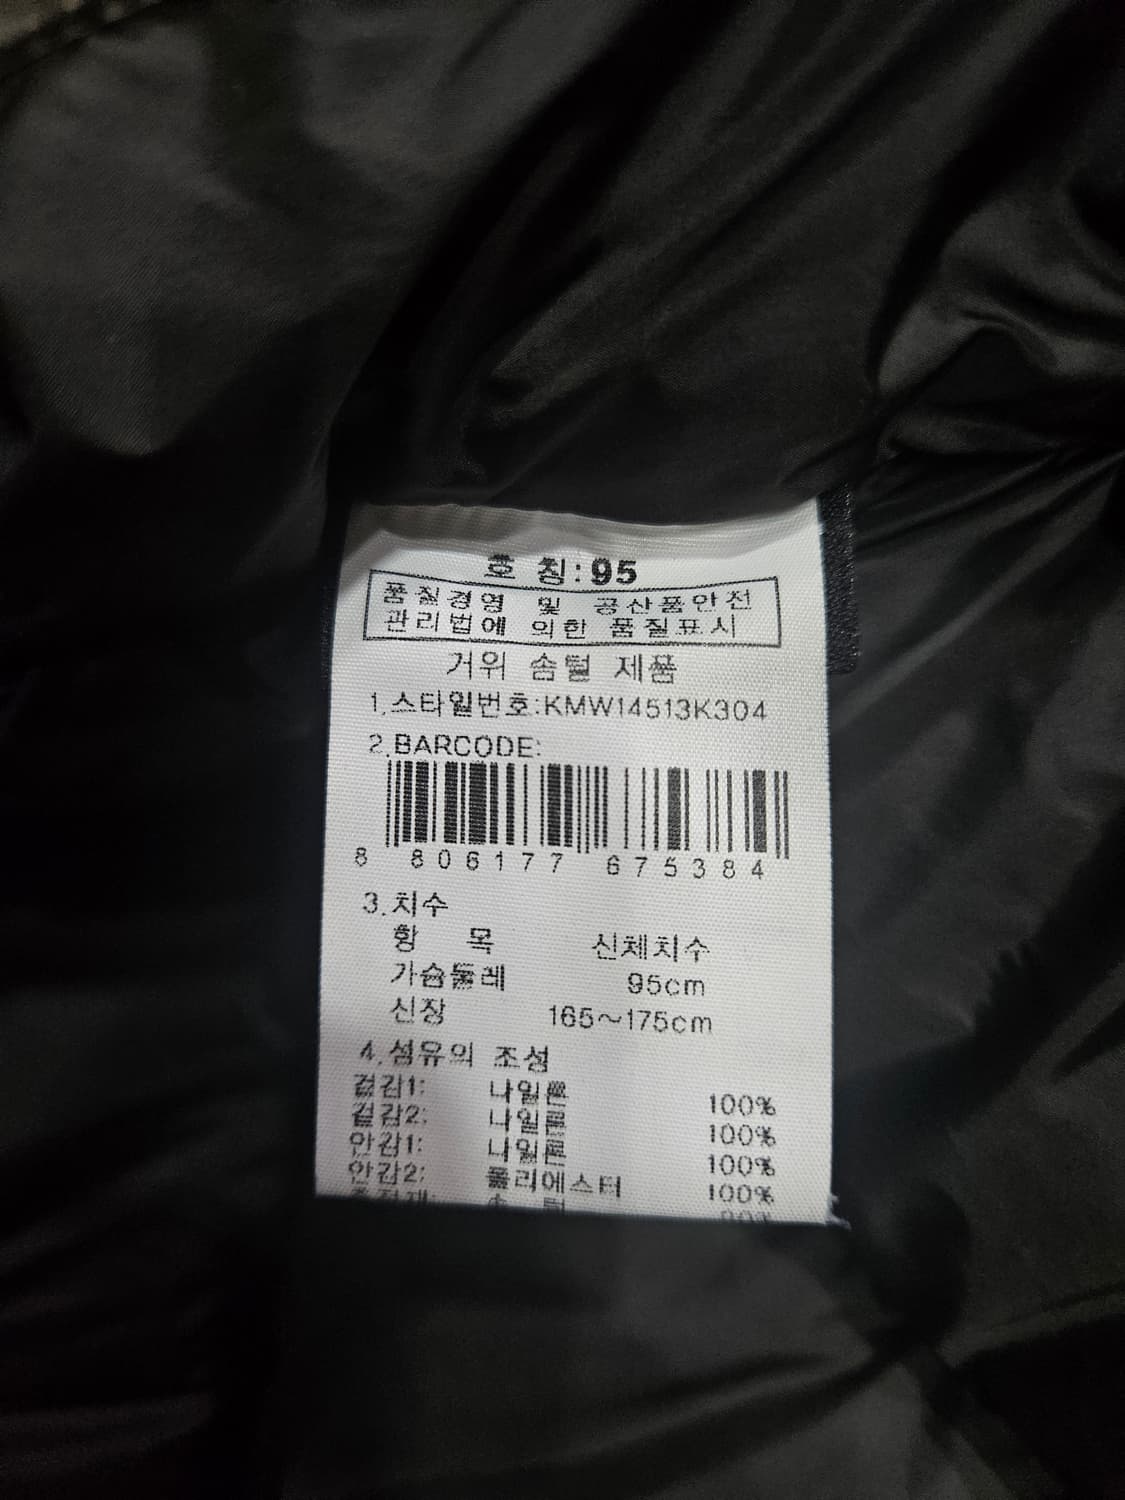 호 칭:95
품질경영 및 공산품안전
관리법에 의한 품질표시
거위 솜털 제품
1.스타일번호:KMW14513K304
2.BARCODE:
8 806177 675384
3.치수
항 목 신체치수
가슴둘레 95cm
신장 165~175cm
4.섬유의 조성
겉감1: 나일론 100%
겉감2: 나일론 100%
안감1: 나일론 100%
안감2: 폴리에스터 100%